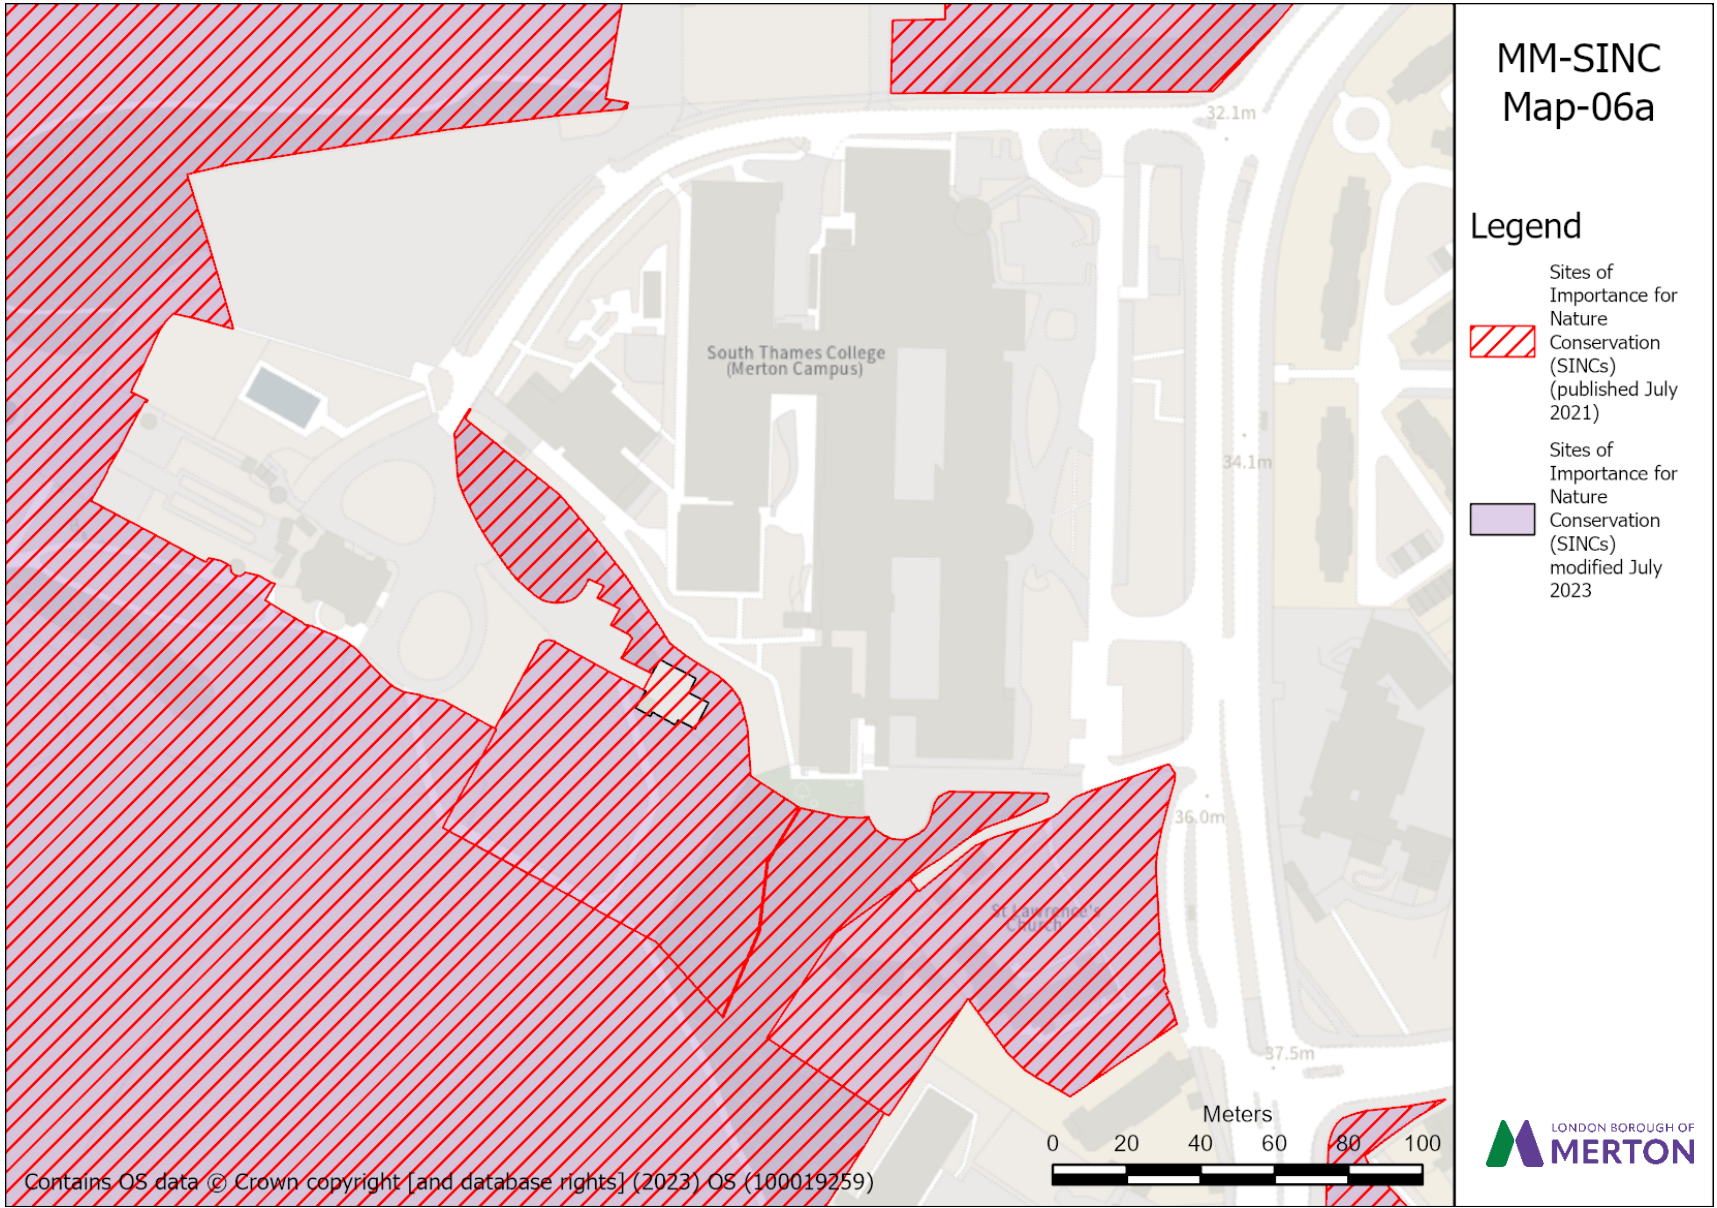 MM-SINC
Map-06a
Legend
Sites of
Importance for
Nature
Conservation
(SINCs)
(published July
2021)
Sites of
Importance for
Nature
Conservation
(SINCs)
modified July
2023
32.1m
South Thames College
(Merton Campus)
34.1m
36.0m
St Lawrence's
Church
37.5m
Meters
0 20 40 60 80 100
Contains OS data © Crown copyright [and database rights] (2023) OS (100019259)
LONDON BOROUGH OF
MERTON